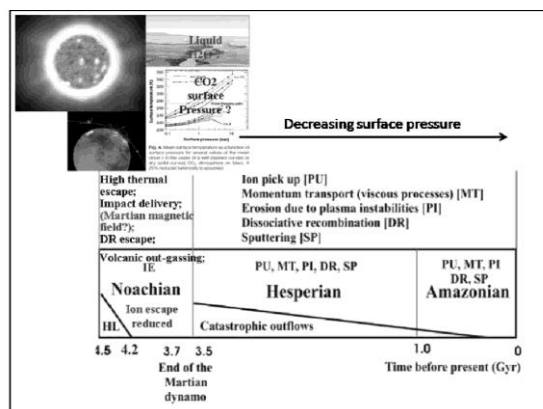 Liquid
H2O
CO2
surface
Pressure ?
Decreasing surface pressure
High thermal
escape;
Impact delivery;
(Martian magnetic
field?);
DR escape;
Ion pick up [PU]
Momentum transport (viscous processes) [MT]
Erosion due to plasma instabilities [PI]
Dissociative recombination [DR]
Sputtering [SP]
Volcanic out-gassing;
IE
Noachian
Ion escape
reduced
HL
PU, MT, PI, DR, SP
Hesperian
Catastrophic outflows
PU, MT, PI
DR, SP
Amazonian
4.5 4.2 3.7 3.5 1.0 0
End of the
Martian
dynamo
Time before present (Gyr)